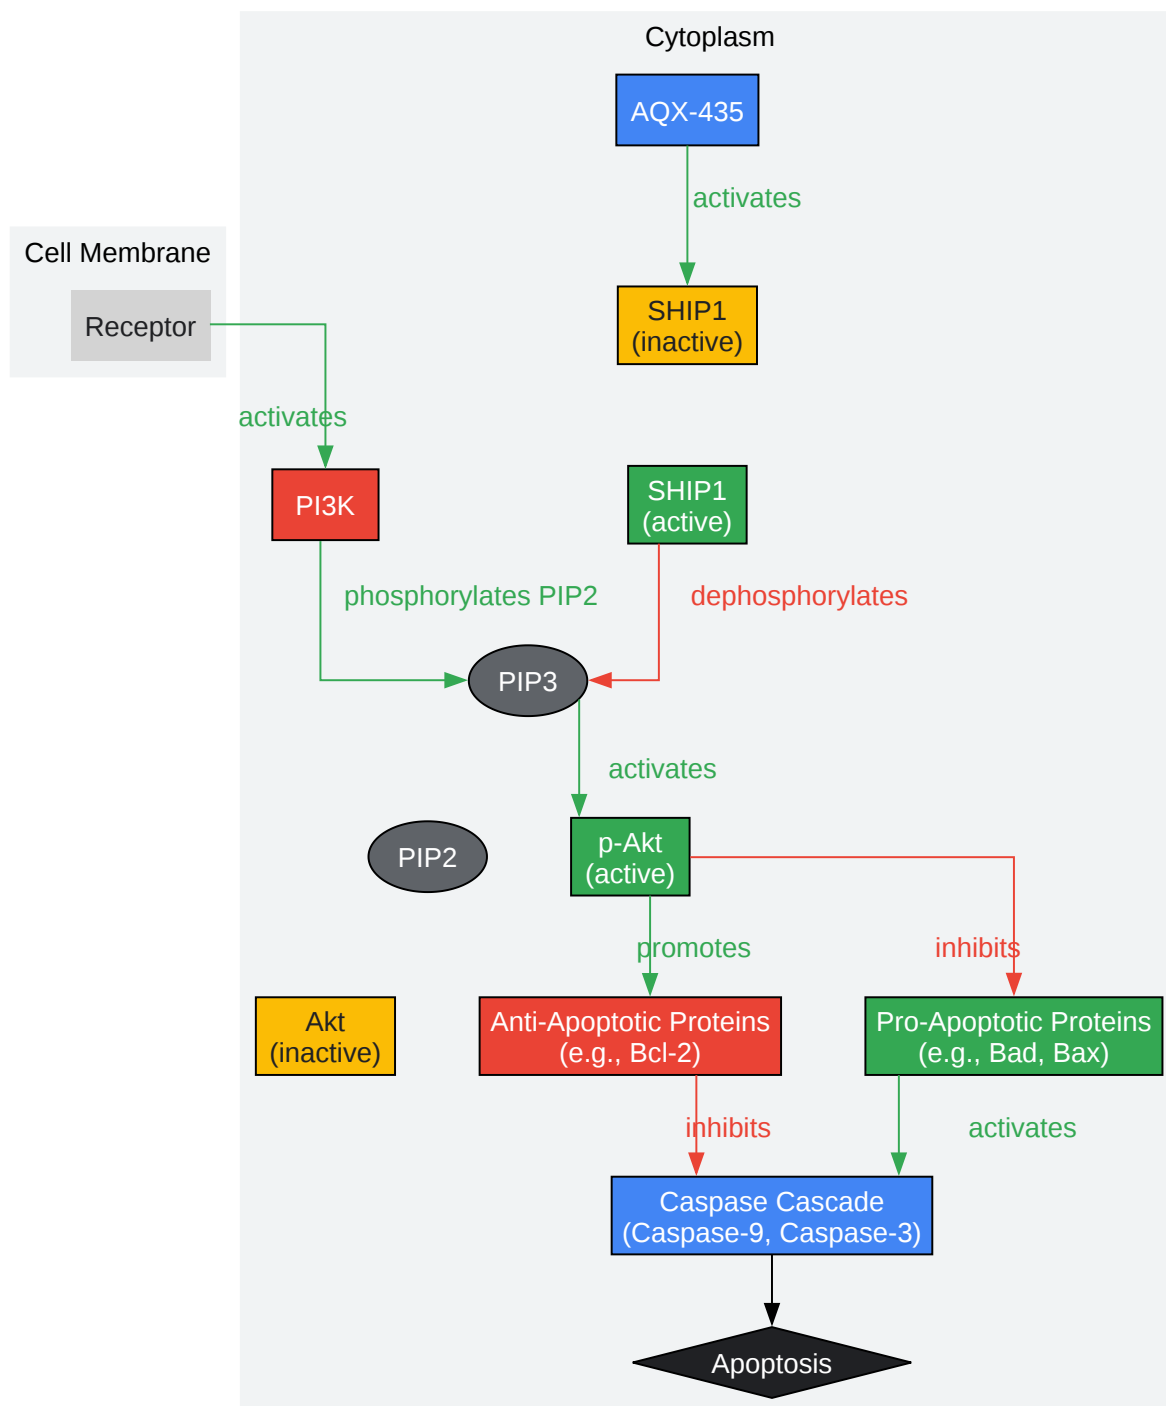 Cytoplasm
AQX-435
activates
Cell Membrane
Receptor
SHIP1
(inactive)
activates
PI3K
SHIP1
(active)
phosphorylates PIP2
dephosphorylates
PIP3
activates
PIP2
p-Akt
(active)
promotes
inhibits
Akt
(inactive)
Anti-Apoptotic Proteins
(e.g., Bcl-2)
Pro-Apoptotic Proteins
(e.g., Bad, Bax)
inhibits
activates
Caspase Cascade
(Caspase-9, Caspase-3)
Apoptosis